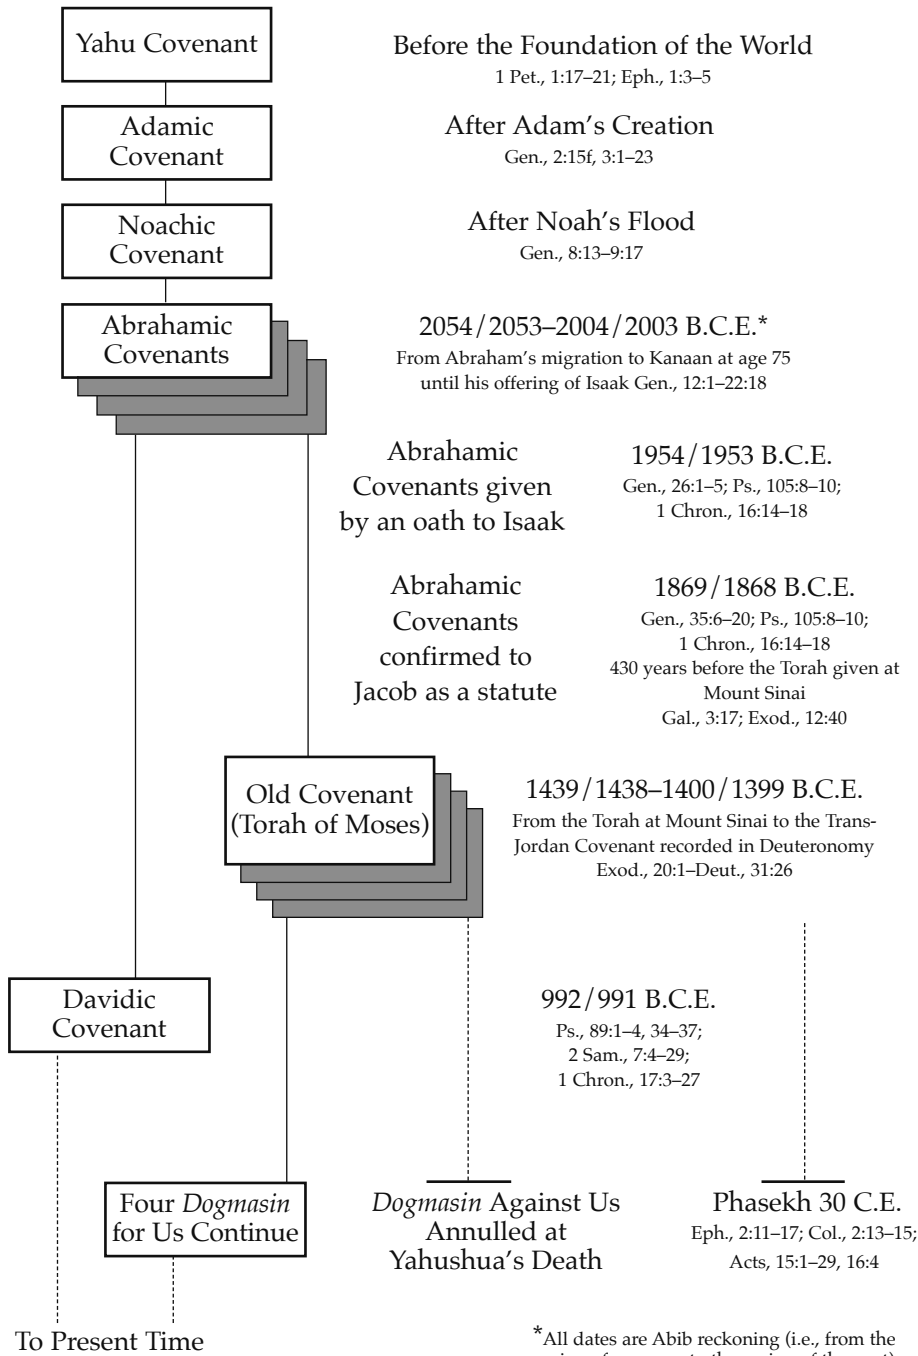 Yahu Covenant
Before the Foundation of the World
1 Pet., 1:17–21; Eph., 1:3–5
Adamic
Covenant
After Adam's Creation
Gen., 2:15f, 3:1–23
Noachic
Covenant
After Noah's Flood
Gen., 8:13–9:17
Abrahamic
Covenants
2054/2053–2004/2003 B.C.E.*
From Abraham's migration to Kanaan at age 75
until his offering of Isaak Gen., 12:1–22:18
Abrahamic
Covenants given
by an oath to Isaak
1954/1953 B.C.E.
Gen., 26:1–5; Ps., 105:8–10;
1 Chron., 16:14–18
Abrahamic
Covenants
confirmed to
Jacob as a statute
1869/1868 B.C.E.
Gen., 35:6–20; Ps., 105:8–10;
1 Chron., 16:14–18
430 years before the Torah given at
Mount Sinai
Gal., 3:17; Exod., 12:40
Old Covenant
(Torah of Moses)
1439/1438–1400/1399 B.C.E.
From the Torah at Mount Sinai to the Trans-
Jordan Covenant recorded in Deuteronomy
Exod., 20:1–Deut., 31:26
Davidic
Covenant
992/991 B.C.E.
Ps., 89:1–4, 34–37;
2 Sam., 7:4–29;
1 Chron., 17:3–27
Four Dogmasin
for Us Continue
Dogmasin Against Us
Annulled at
Yahushua's Death
Phasekh 30 C.E.
Eph., 2:11–17; Col., 2:13–15;
Acts, 15:1–29, 16:4
To Present Time
*All dates are Abib reckoning (i.e., from the